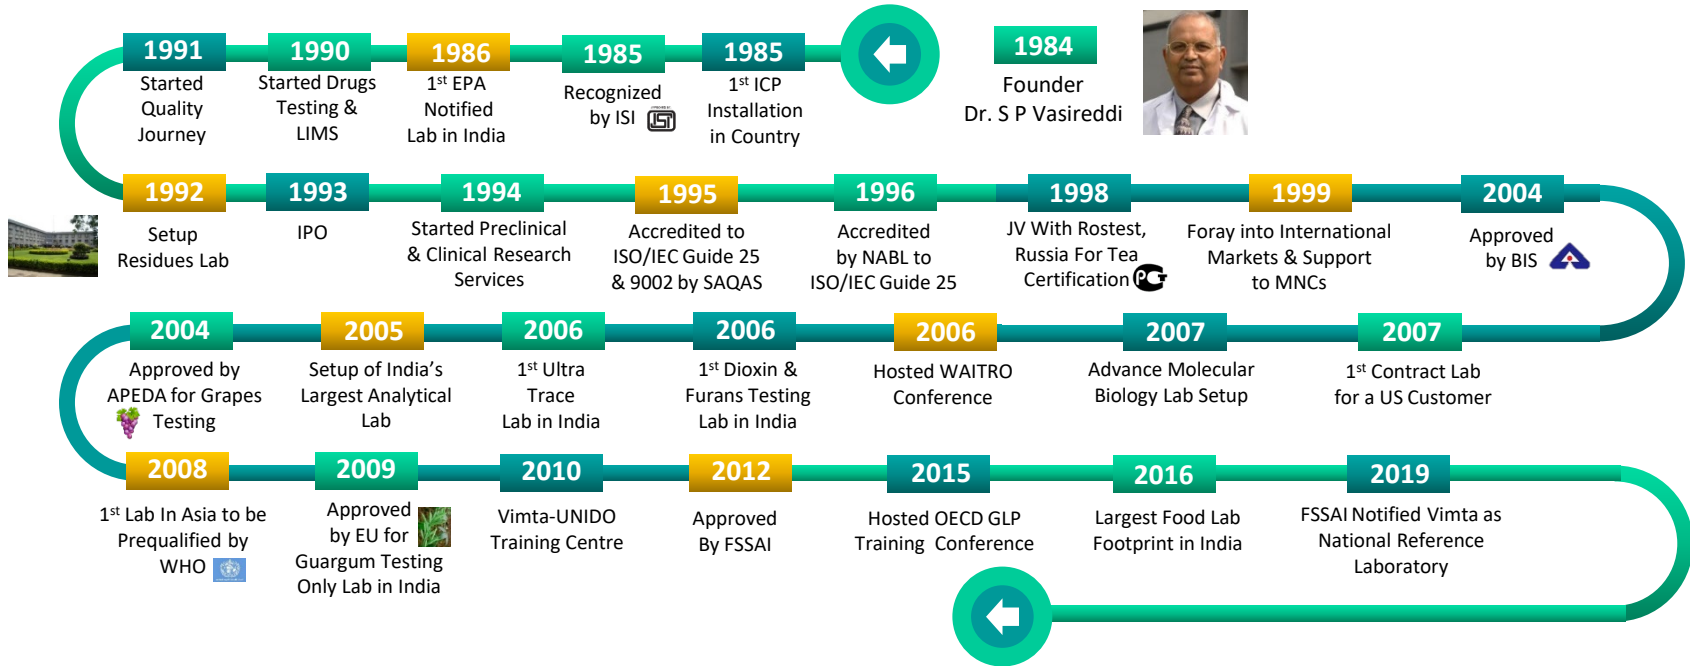 1991
Started
Quality
Journey
1990
Started Drugs
Testing &
LIMS
1986
1st EPA
Notified
Lab in India
1985
Recognized
by ISI
1985
1st ICP
Installation
in Country
1984
Founder
Dr. S P Vasireddi
1992
Setup
Residues Lab
1993
IPO
1994
Started Preclinical
& Clinical Research
Services
1995
Accredited to
ISO/IEC Guide 25
& 9002 by SAQAS
1996
Accredited
by NABL to
ISO/IEC Guide 25
1998
JV With Rostest,
Russia For Tea
Certification
1999
Foray into International
Markets & Support
to MNCs
2004
Approved
by BIS
2004
Approved by
APEDA for Grapes
Testing
2005
Setup of India’s
Largest Analytical
Lab
2006
1st Ultra
Trace
Lab in India
2006
1st Dioxin &
Furans Testing
Lab in India
2006
Hosted WAITRO
Conference
2007
Advance Molecular
Biology Lab Setup
2007
1st Contract Lab
for a US Customer
2008
1st Lab In Asia to be
Prequalified by
WHO
2009
Approved
by EU for
Guargum Testing
Only Lab in India
2010
Vimta-UNIDO
Training Centre
2012
Approved
By FSSAI
2015
Hosted OECD GLP
Training Conference
2016
Largest Food Lab
Footprint in India
2019
FSSAI Notified Vimta as
National Reference
Laboratory